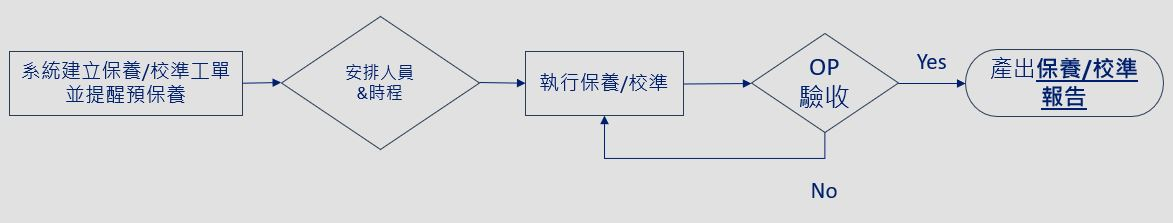 系統建立保養/校準工單
並提醒預保養
安排人員
&時程
執行保養/校準
OP
驗收
Yes
No
產出保養/校準
報告